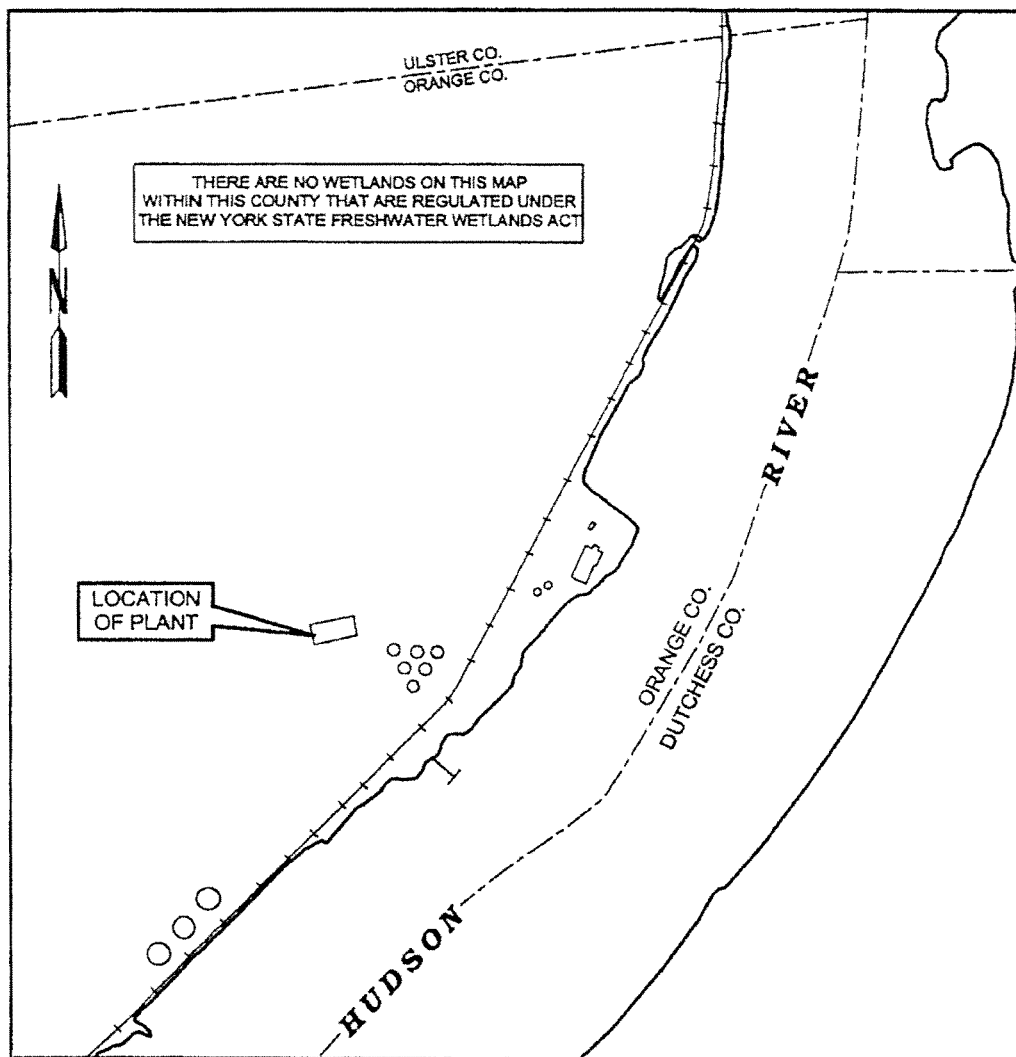 ULSTER CO.
ORANGE CO.
THERE ARE NO WETLANDS ON THIS MAP
WITHIN THIS COUNTY THAT ARE REGULATED UNDER
THE NEW YORK STATE FRESHWATER WETLANDS ACT
N
RIVER
LOCATION
OF PLANT
ORANGE CO.
DUTCHESS CO.
HUDSON